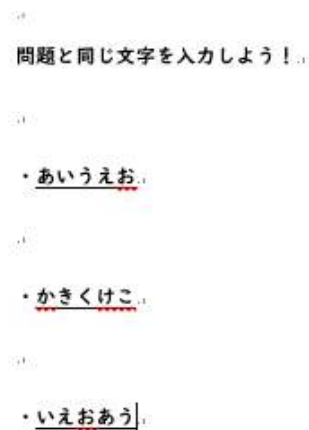 問題と同じ文字を入力しよう！
・あいうえお
・かきくけこ
・いえおあう